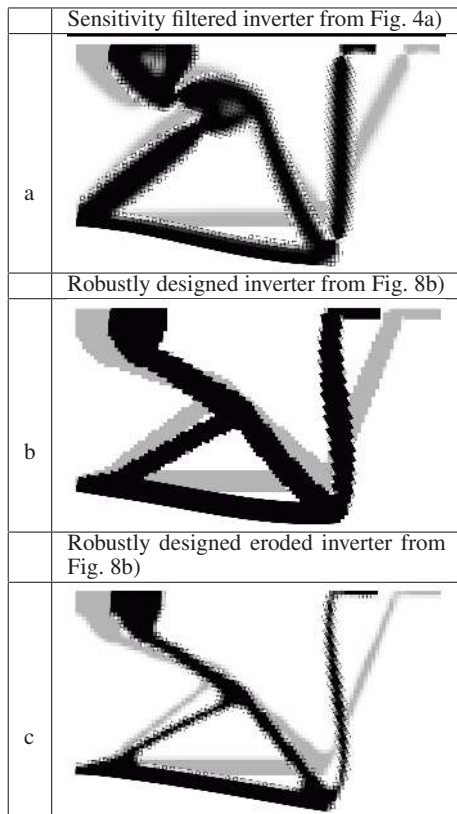 Sensitivity filtered inverter from Fig. 4a)
a
Robustly designed inverter from Fig. 8b)
b
Robustly designed eroded inverter from
Fig. 8b)
c